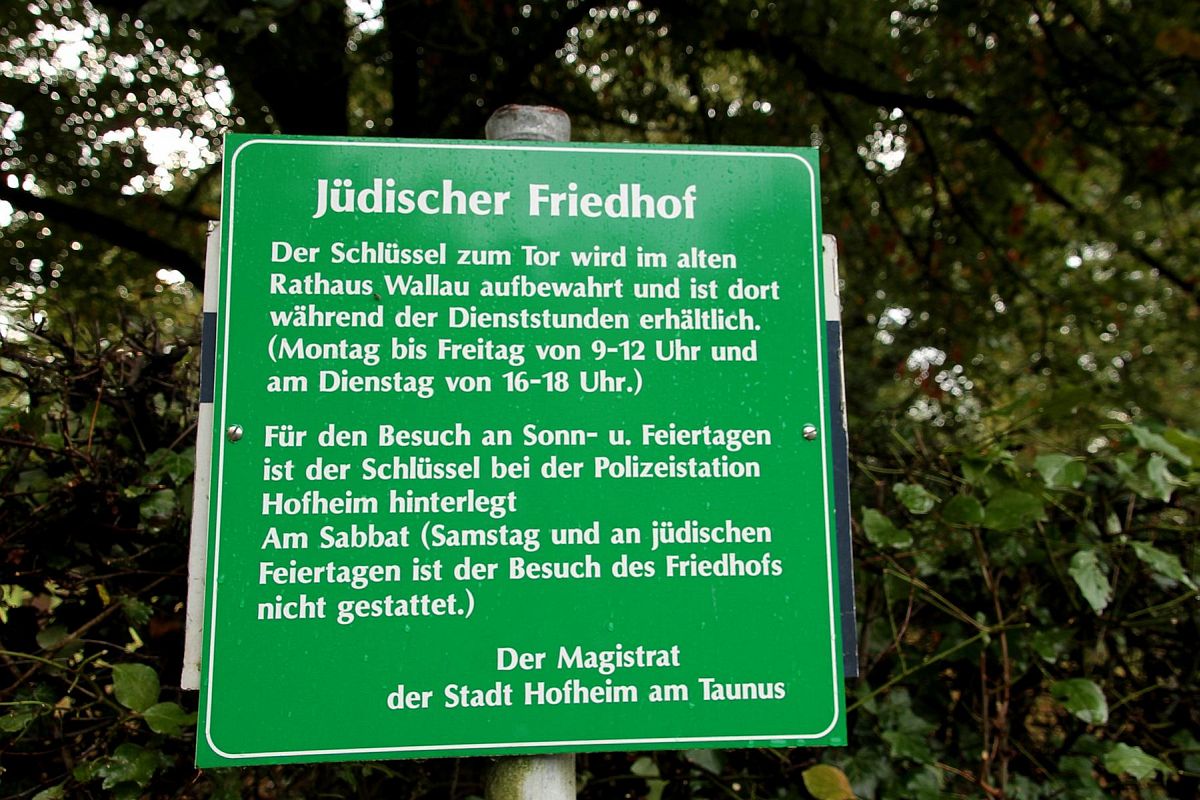 Jüdischer Friedhof
Der Schlüssel zum Tor wird im alten
Rathaus Wallau aufbewahrt und ist dort
während der Dienststunden erhältlich.
(Montag bis Freitag von 9-12 Uhr und
am Dienstag von 16-18 Uhr.)
Für den Besuch an Sonn- u. Feiertagen
ist der Schlüssel bei der Polizeistation
Hofheim hinterlegt
Am Sabbat (Samstag und an jüdischen
Feiertagen ist der Besuch des Friedhofs
nicht gestattet.)
Der Magistrat
der Stadt Hofheim am Taunus